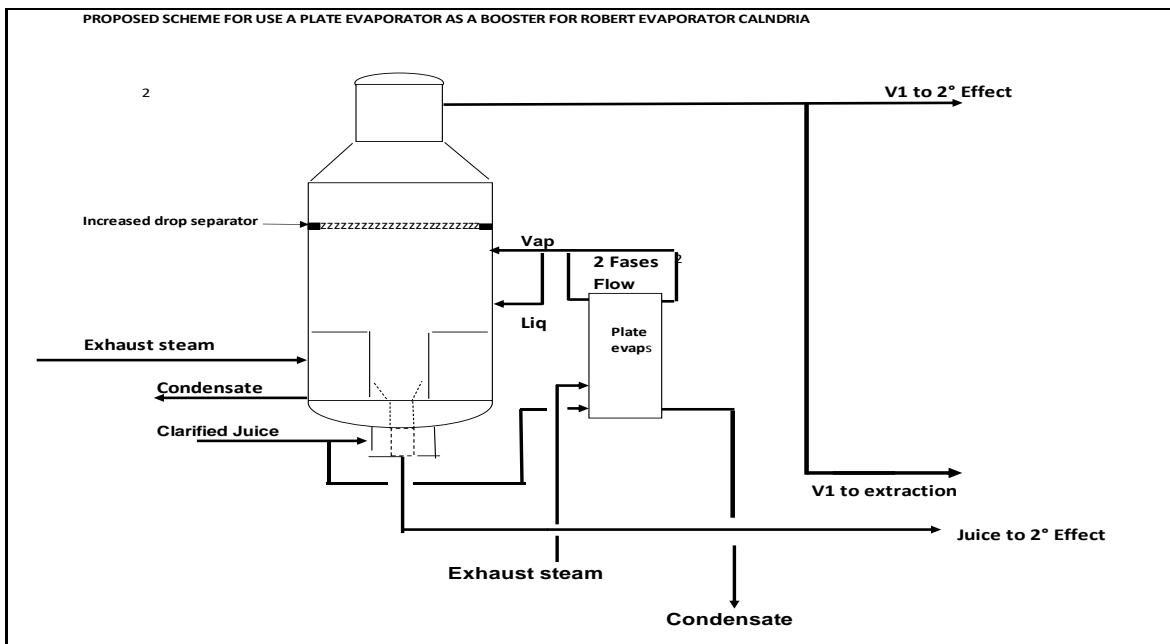 PROPOSED SCHEME FOR USE A PLATE EVAPORATOR AS A BOOSTER FOR ROBERT EVAPORATOR CALNDRIA
2
V1 to 2° Effect
Increased drop separator
zzzzzzzzzzzzzzzzzzzzzzzz
Vap
2 Fases
2
Flow
Liq
Plate
evaps
Exhaust steam
Condensate
Clarified Juice
V1 to extraction
Juice to 2° Effect
Exhaust steam
Condensate